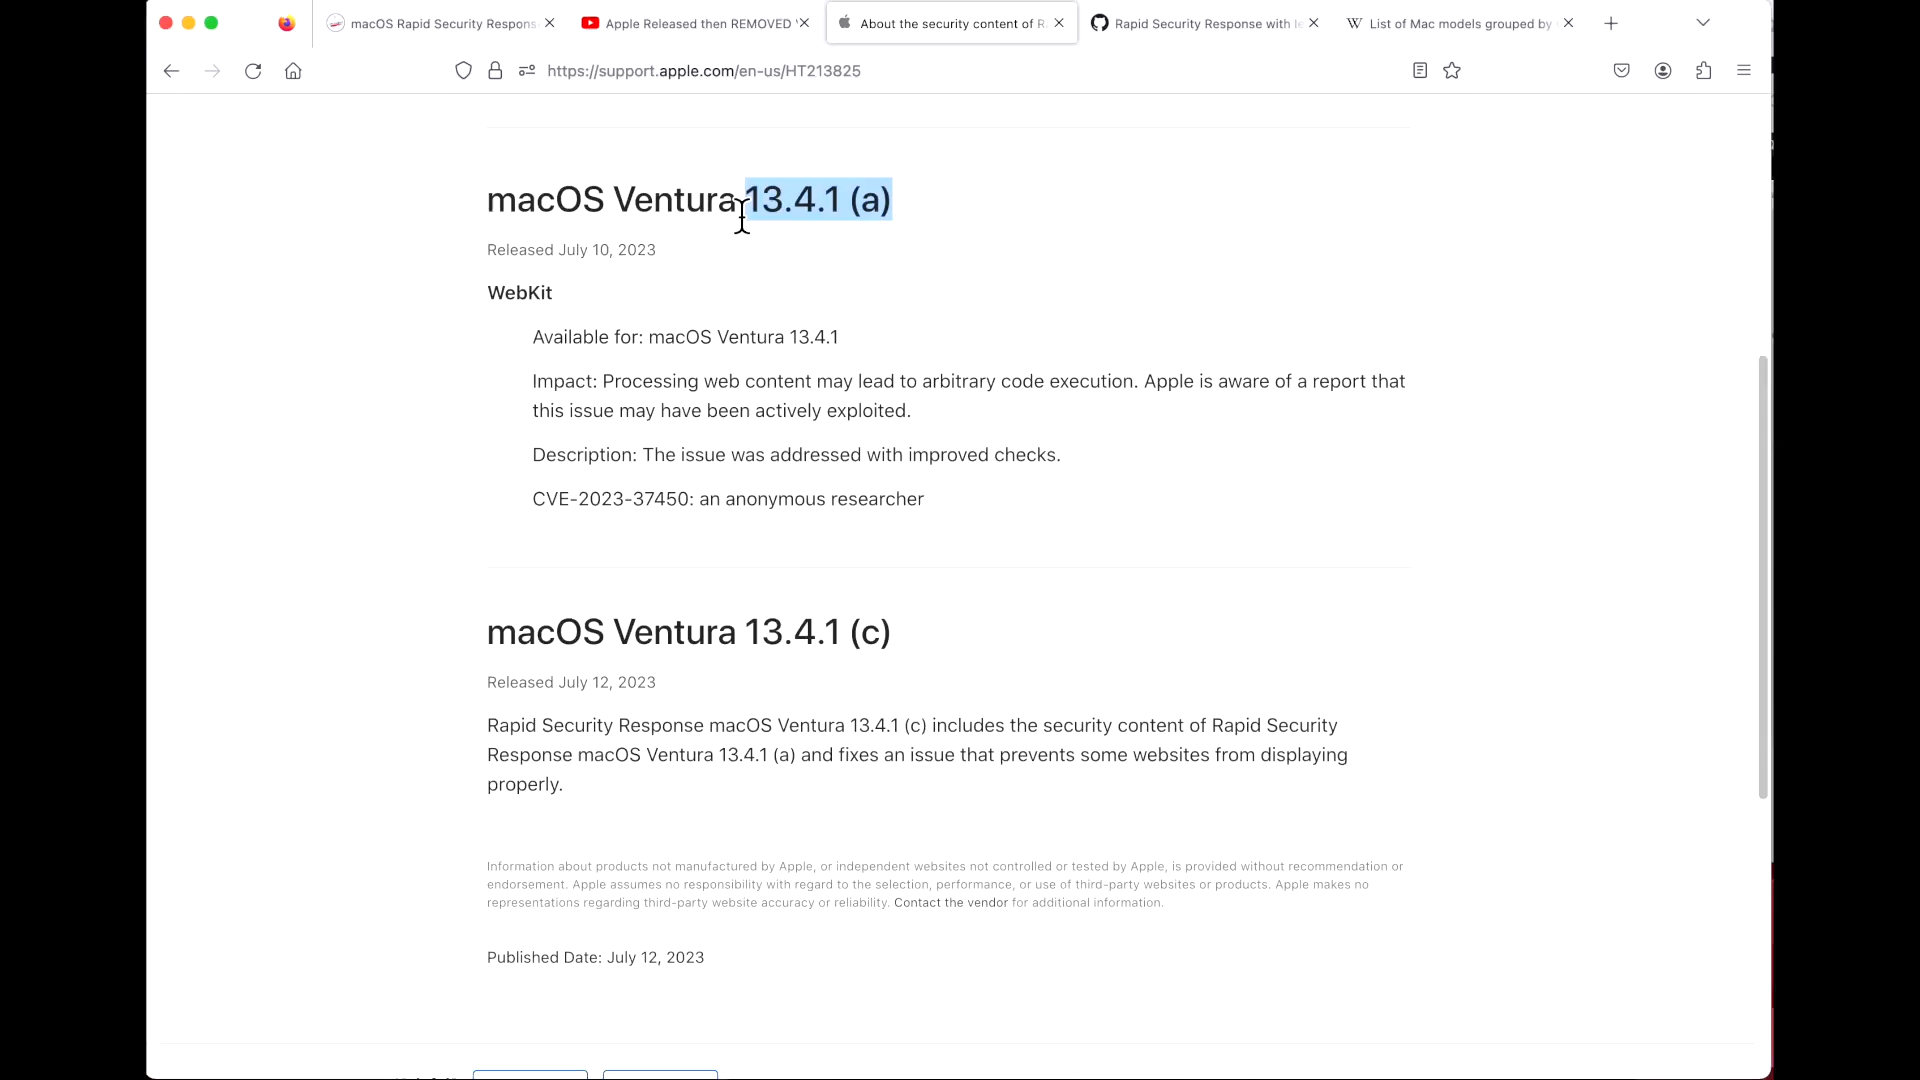 macOS Rapid Security Respons
Apple Released then REMOVED
About the security content of R
Rapid Security Response with le
List of Mac models grouped by
https://support.apple.com/en-us/HT213825
macOS Ventura 13.4.1 (a)
Released July 10, 2023
WebKit
Available for: macOS Ventura 13.4.1
Impact: Processing web content may lead to arbitrary code execution. Apple is aware of a report that
this issue may have been actively exploited.
Description: The issue was addressed with improved checks.
CVE-2023-37450: an anonymous researcher
macOS Ventura 13.4.1 (c)
Released July 12, 2023
Rapid Security Response macOS Ventura 13.4.1 (c) includes the security content of Rapid Security
Response macOS Ventura 13.4.1 (a) and fixes an issue that prevents some websites from displaying
properly.
Information about products not manufactured by Apple, or independent websites not controlled or tested by Apple, is provided without recommendation or
endorsement. Apple assumes no responsibility with regard to the selection, performance, or use of third-party websites or products. Apple makes no
representations regarding third-party website accuracy or reliability. Contact the vendor for additional information.
Published Date: July 12, 2023